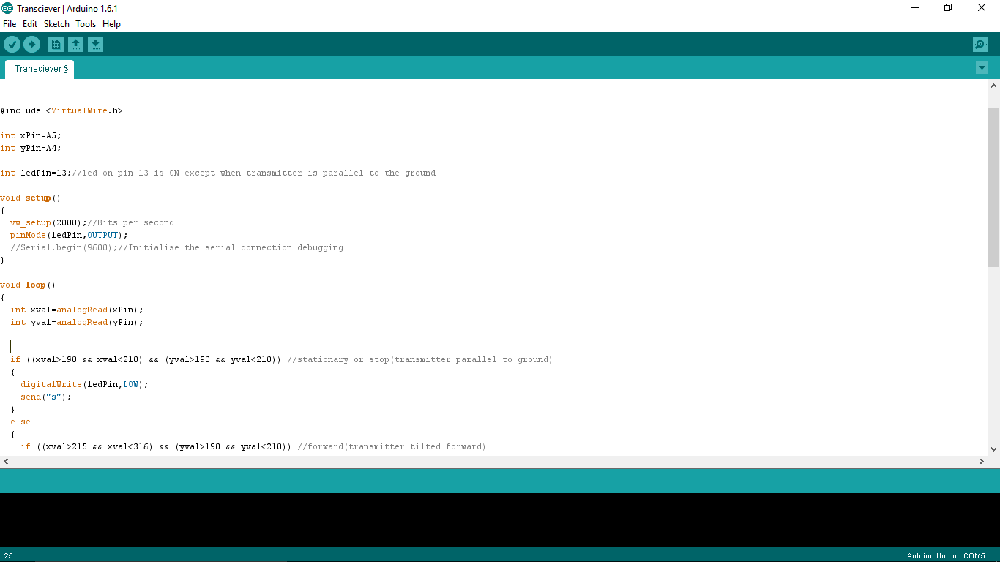 Transciever | Arduino 1.6.1
File Edit Sketch Tools Help
Transciever §
#include <VirtualWire.h>
int xPin=A5;
int yPin=A4;
int ledPin=13;//led on pin 13 is ON except when transmitter is parallel to the ground
void setup()
{
  vw_setup(2000);//Bits per second
  pinMode(ledPin,OUTPUT);
  //Serial.begin(9600);//Initialise the serial connection debugging
}
void loop()
{
  int xval=analogRead(xPin);
  int yval=analogRead(yPin);
  if ((xval>190 && xval<210) && (yval>190 && yval<210)) //stationary or stop(transmitter parallel to ground)
  {
    digitalWrite(ledPin,LOW);
    send("s");
  }
  else
  {
    if ((xval>215 && xval<316) && (yval>190 && yval<210)) //forward(transmitter tilted forward)
25
Arduino Uno on COM5